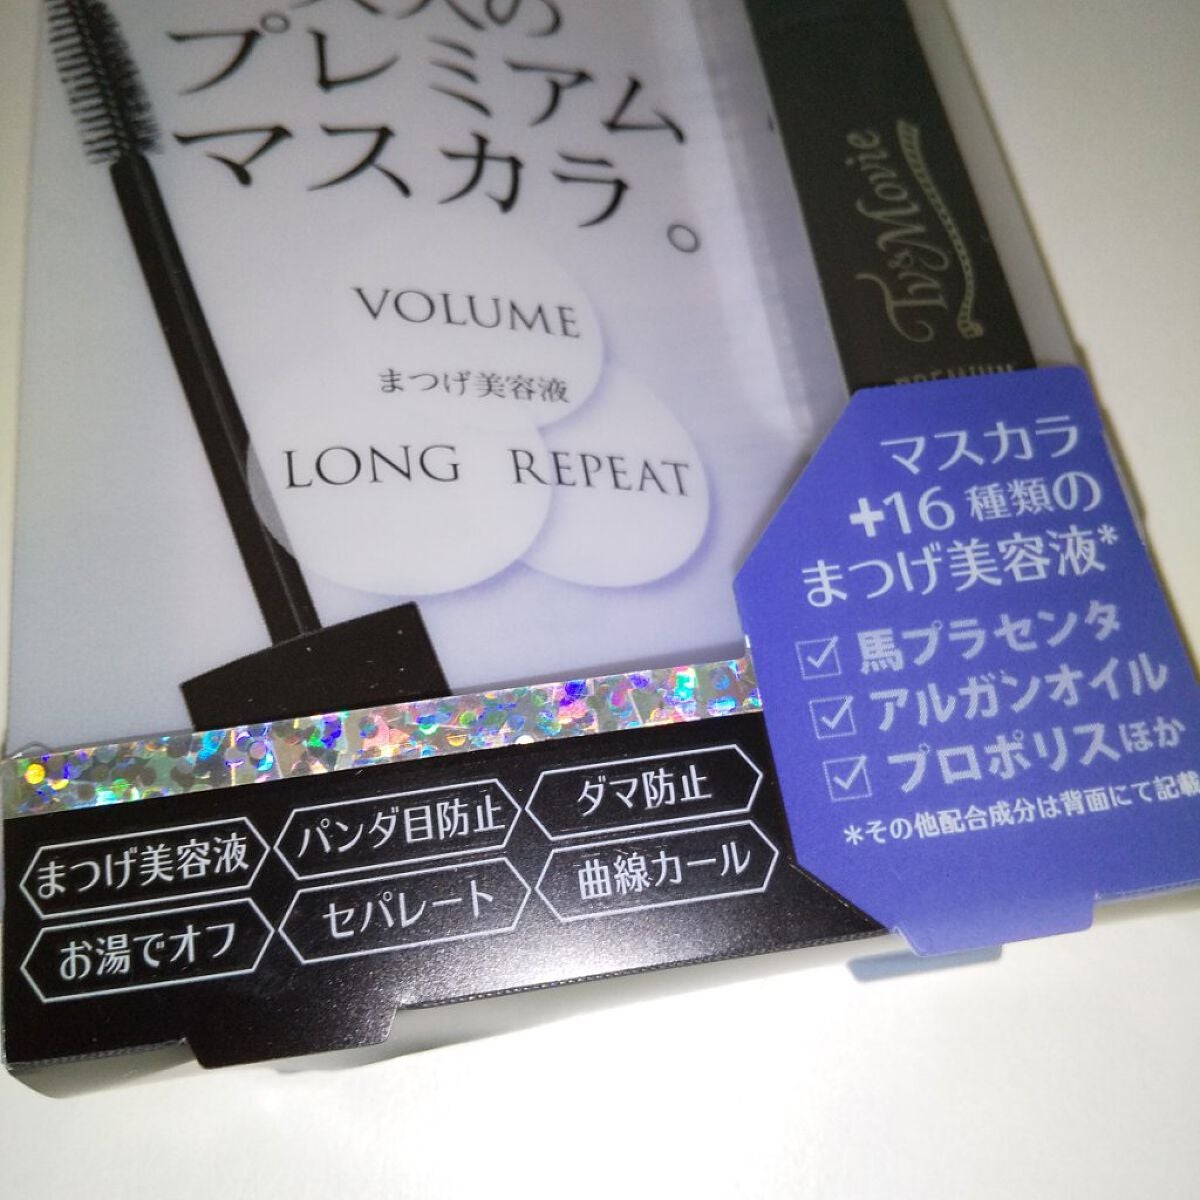 大人の
プレミアム
マスカラ。
VOLUME
まつげ美容液
LONG REPEAT
Tv&Movie
PREMIUM
マスカラ
+16種類の
まつげ美容液*
☑ 馬プラセンタ
☑ アルガンオイル
☑ プロポリスほか
*その他配合成分は背面にて記載
まつげ美容液 パンダ目防止 ダマ防止
お湯でオフ セパレート 曲線カール